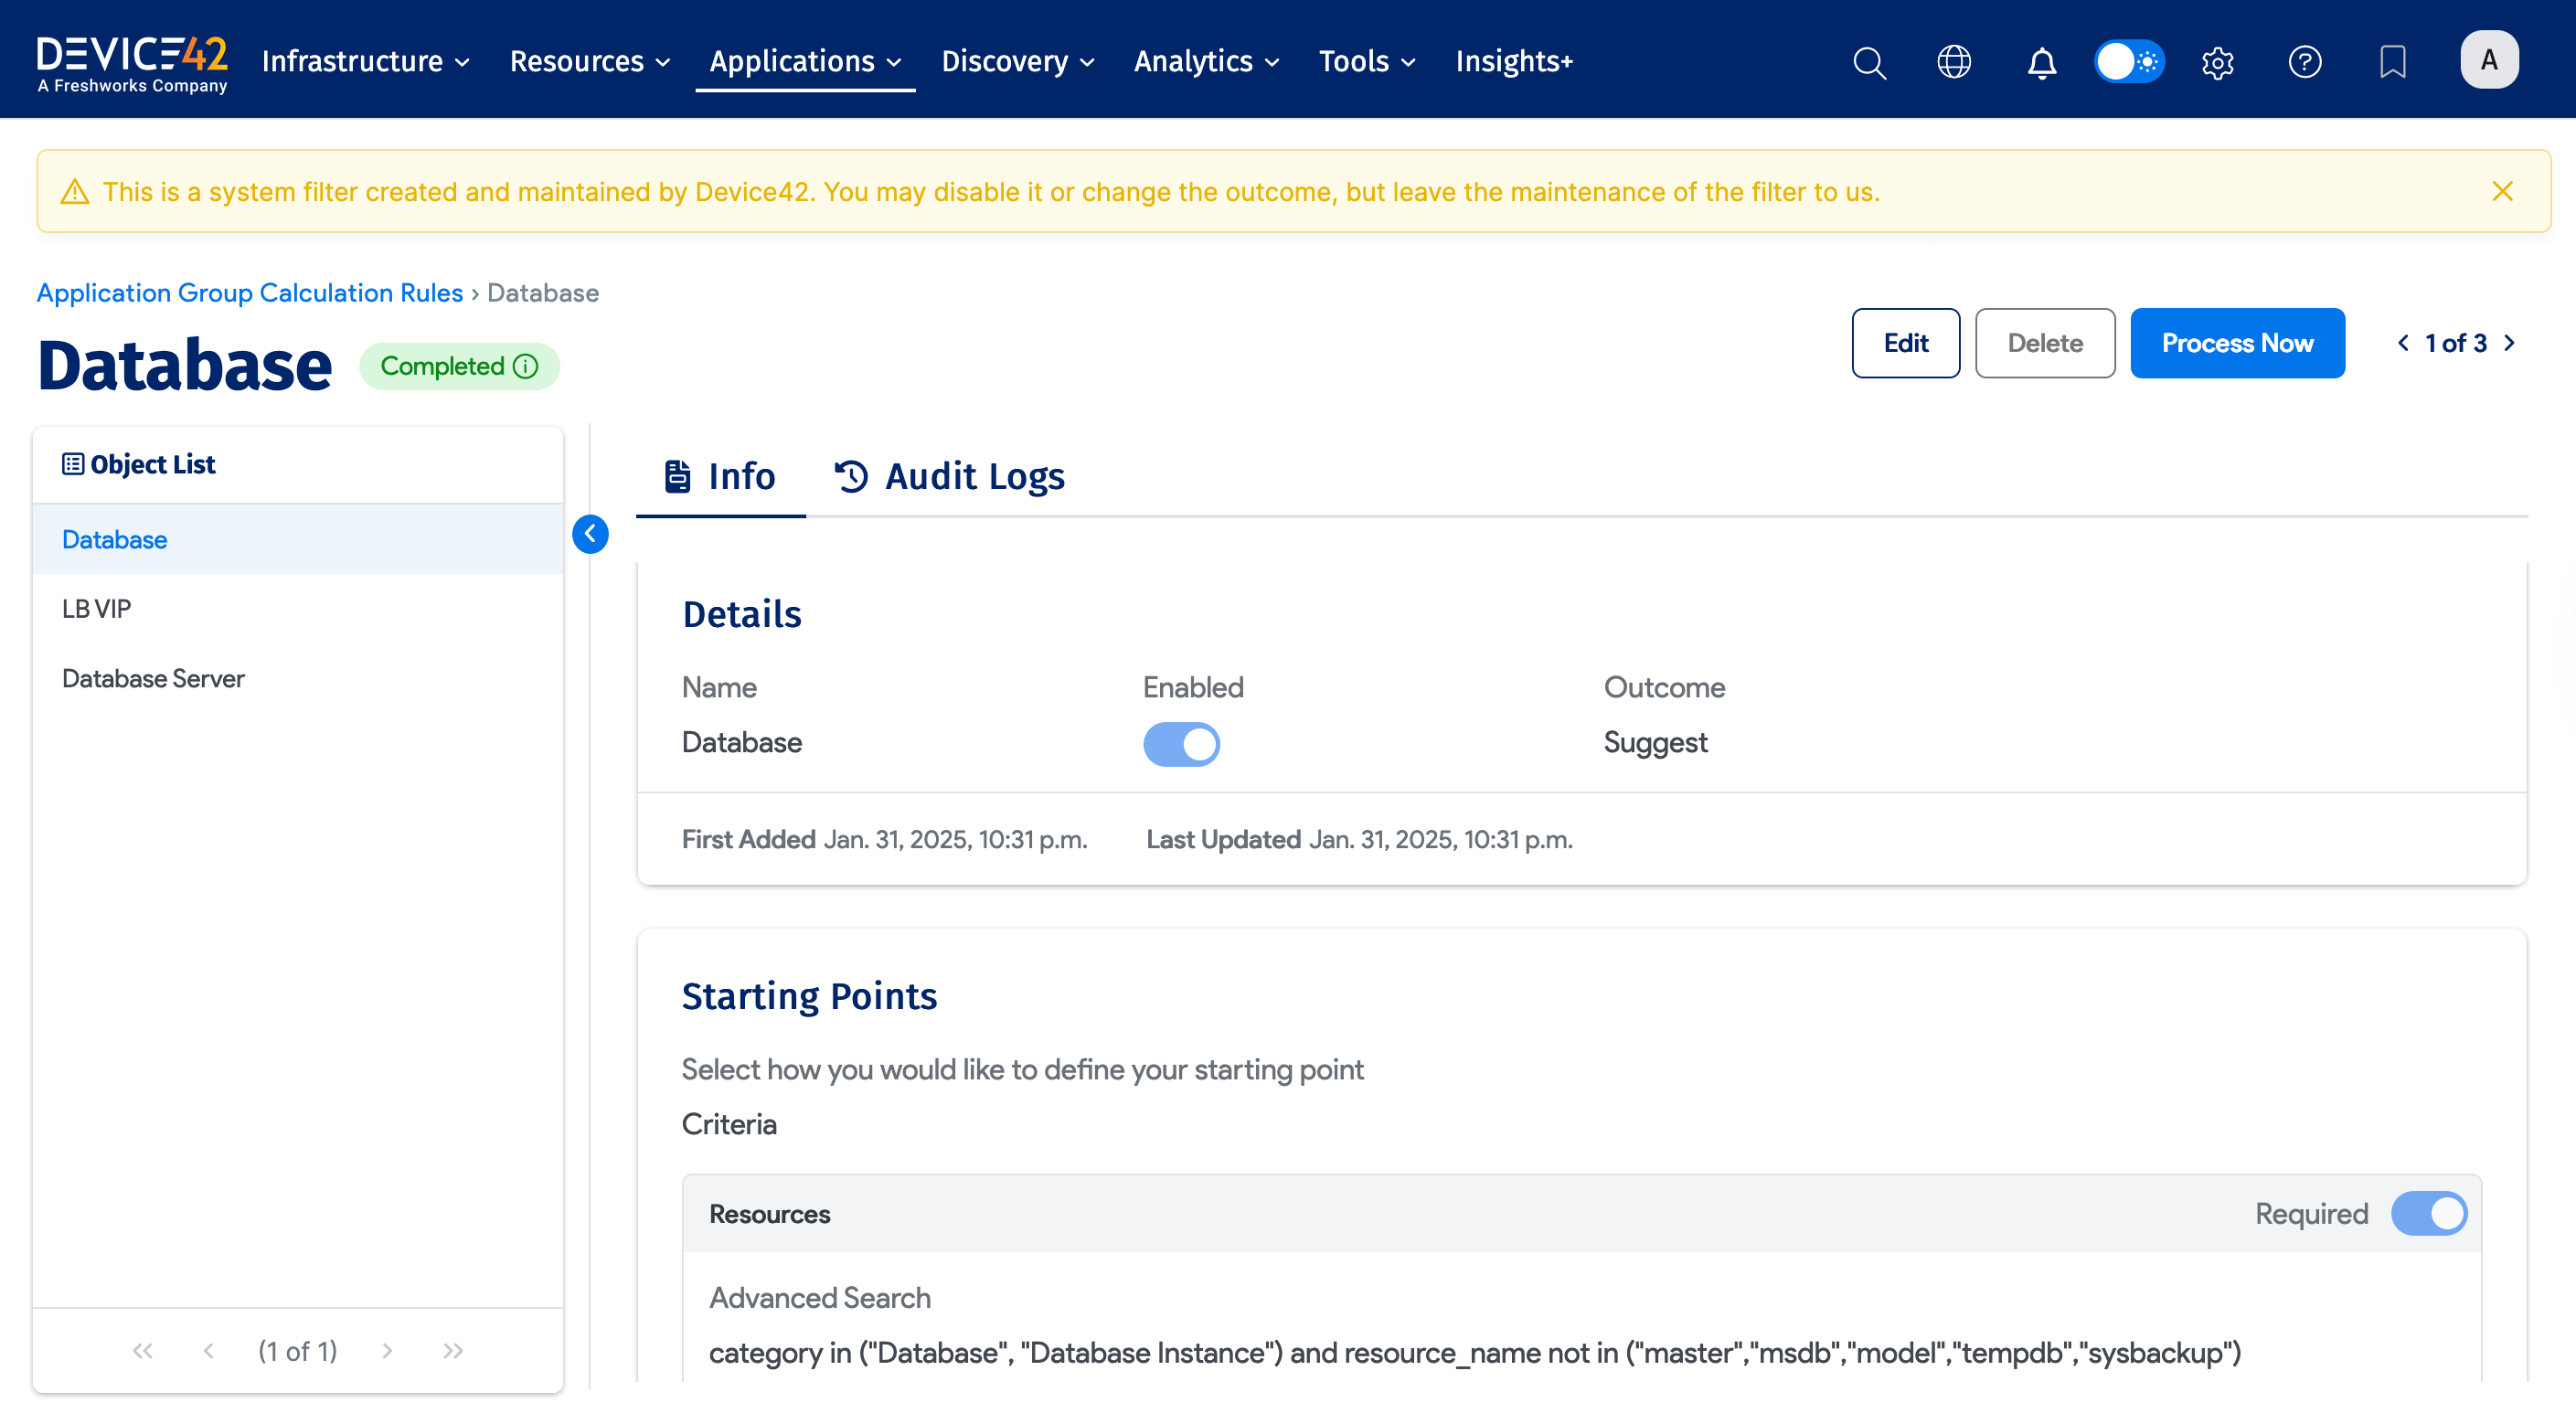 DEVICE42
A Freshworks Company
Infrastructure
Resources
Applications
Discovery
Analytics
Tools
Insights+
A
This is a system filter created and maintained by Device42. You may disable it or change the outcome, but leave the maintenance of the filter to us.
Application Group Calculation Rules › Database
Database
Completed
Edit
Delete
Process Now
1 of 3
Object List
Database
LB VIP
Database Server
(1 of 1)
Info
Audit Logs
Details
Name
Enabled
Outcome
Database
Suggest
First Added Jan. 31, 2025, 10:31 p.m.
Last Updated Jan. 31, 2025, 10:31 p.m.
Starting Points
Select how you would like to define your starting point
Criteria
Resources
Required
Advanced Search
category in ("Database", "Database Instance") and resource_name not in ("master","msdb","model","tempdb","sysbackup")